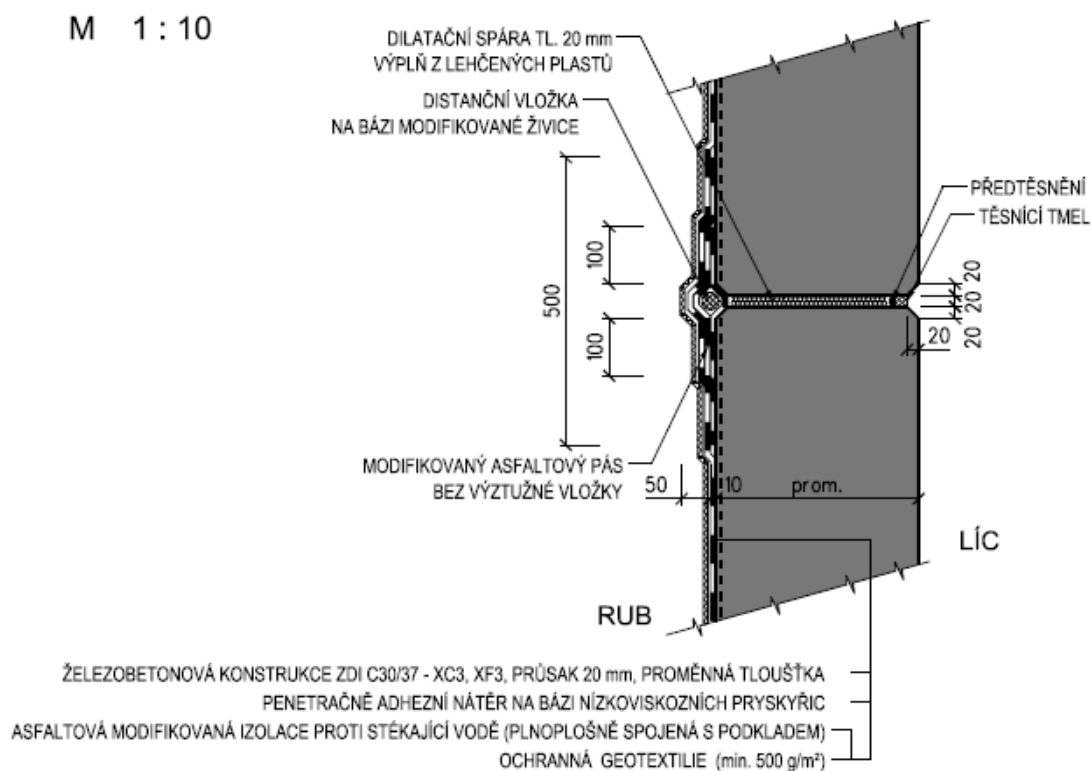 M 1 : 10
DILATAČNÍ SPÁRA TL. 20 mm
VÝPLŇ Z LEHČENÝCH PLASTŮ
DISTANČNÍ VLOŽKA
NA BÁZI MODIFIKOVANÉ ŽIVICE
PŘEDTĚSNĚNÍ
TĚSNÍCÍ TMEL
100
500
100
20
20
20
20
MODIFIKOVANÝ ASFALTOVÝ PÁS
BEZ VÝZTUŽNÉ VLOŽKY
50
10
prom.
LÍC
RUB
ŽELEZOBETONOVÁ KONSTRUKCE ZDI C30/37 - XC3, XF3, PRŮSAK 20 mm, PROMĚNNÁ TLOUŠŤKA
PENETRAČNĚ ADHEZNÍ NÁTĚR NA BÁZI NÍZKOVISKOZNÍCH PRYSKYŘIC
ASFALTOVÁ MODIFIKOVANÁ IZOLACE PROTI STÉKAJÍCÍ VODĚ (PLNOPLOŠNĚ SPOJENÁ S PODKLADEM)
OCHRANNÁ GEOTEXTILIE (min. 500 g/m²)